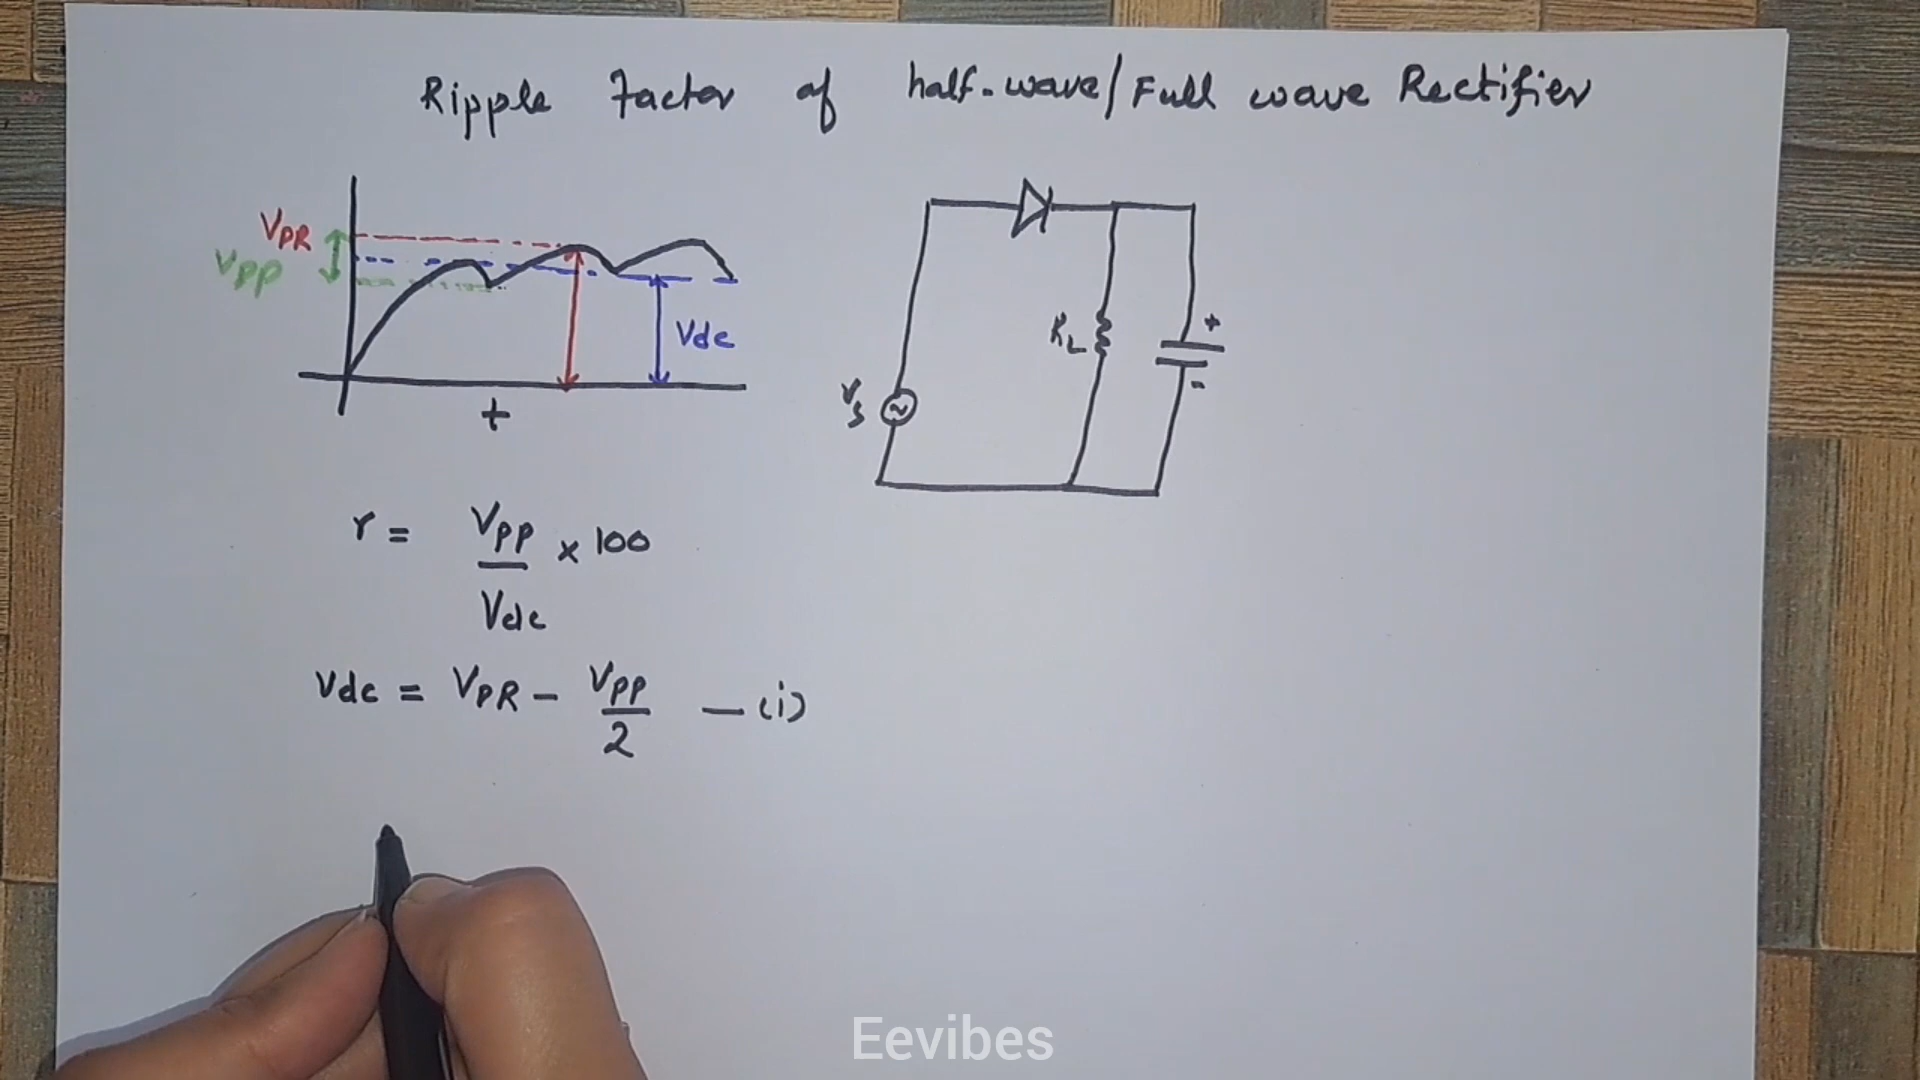 Ripple Factor of half-wave/Full wave Rectifier
VPR
VPP
Vdc
t
RL
+
-
Vs
~
r = VPP/Vdc × 100
Vdc = VPR - VPP/2 — (i)
Eevibes